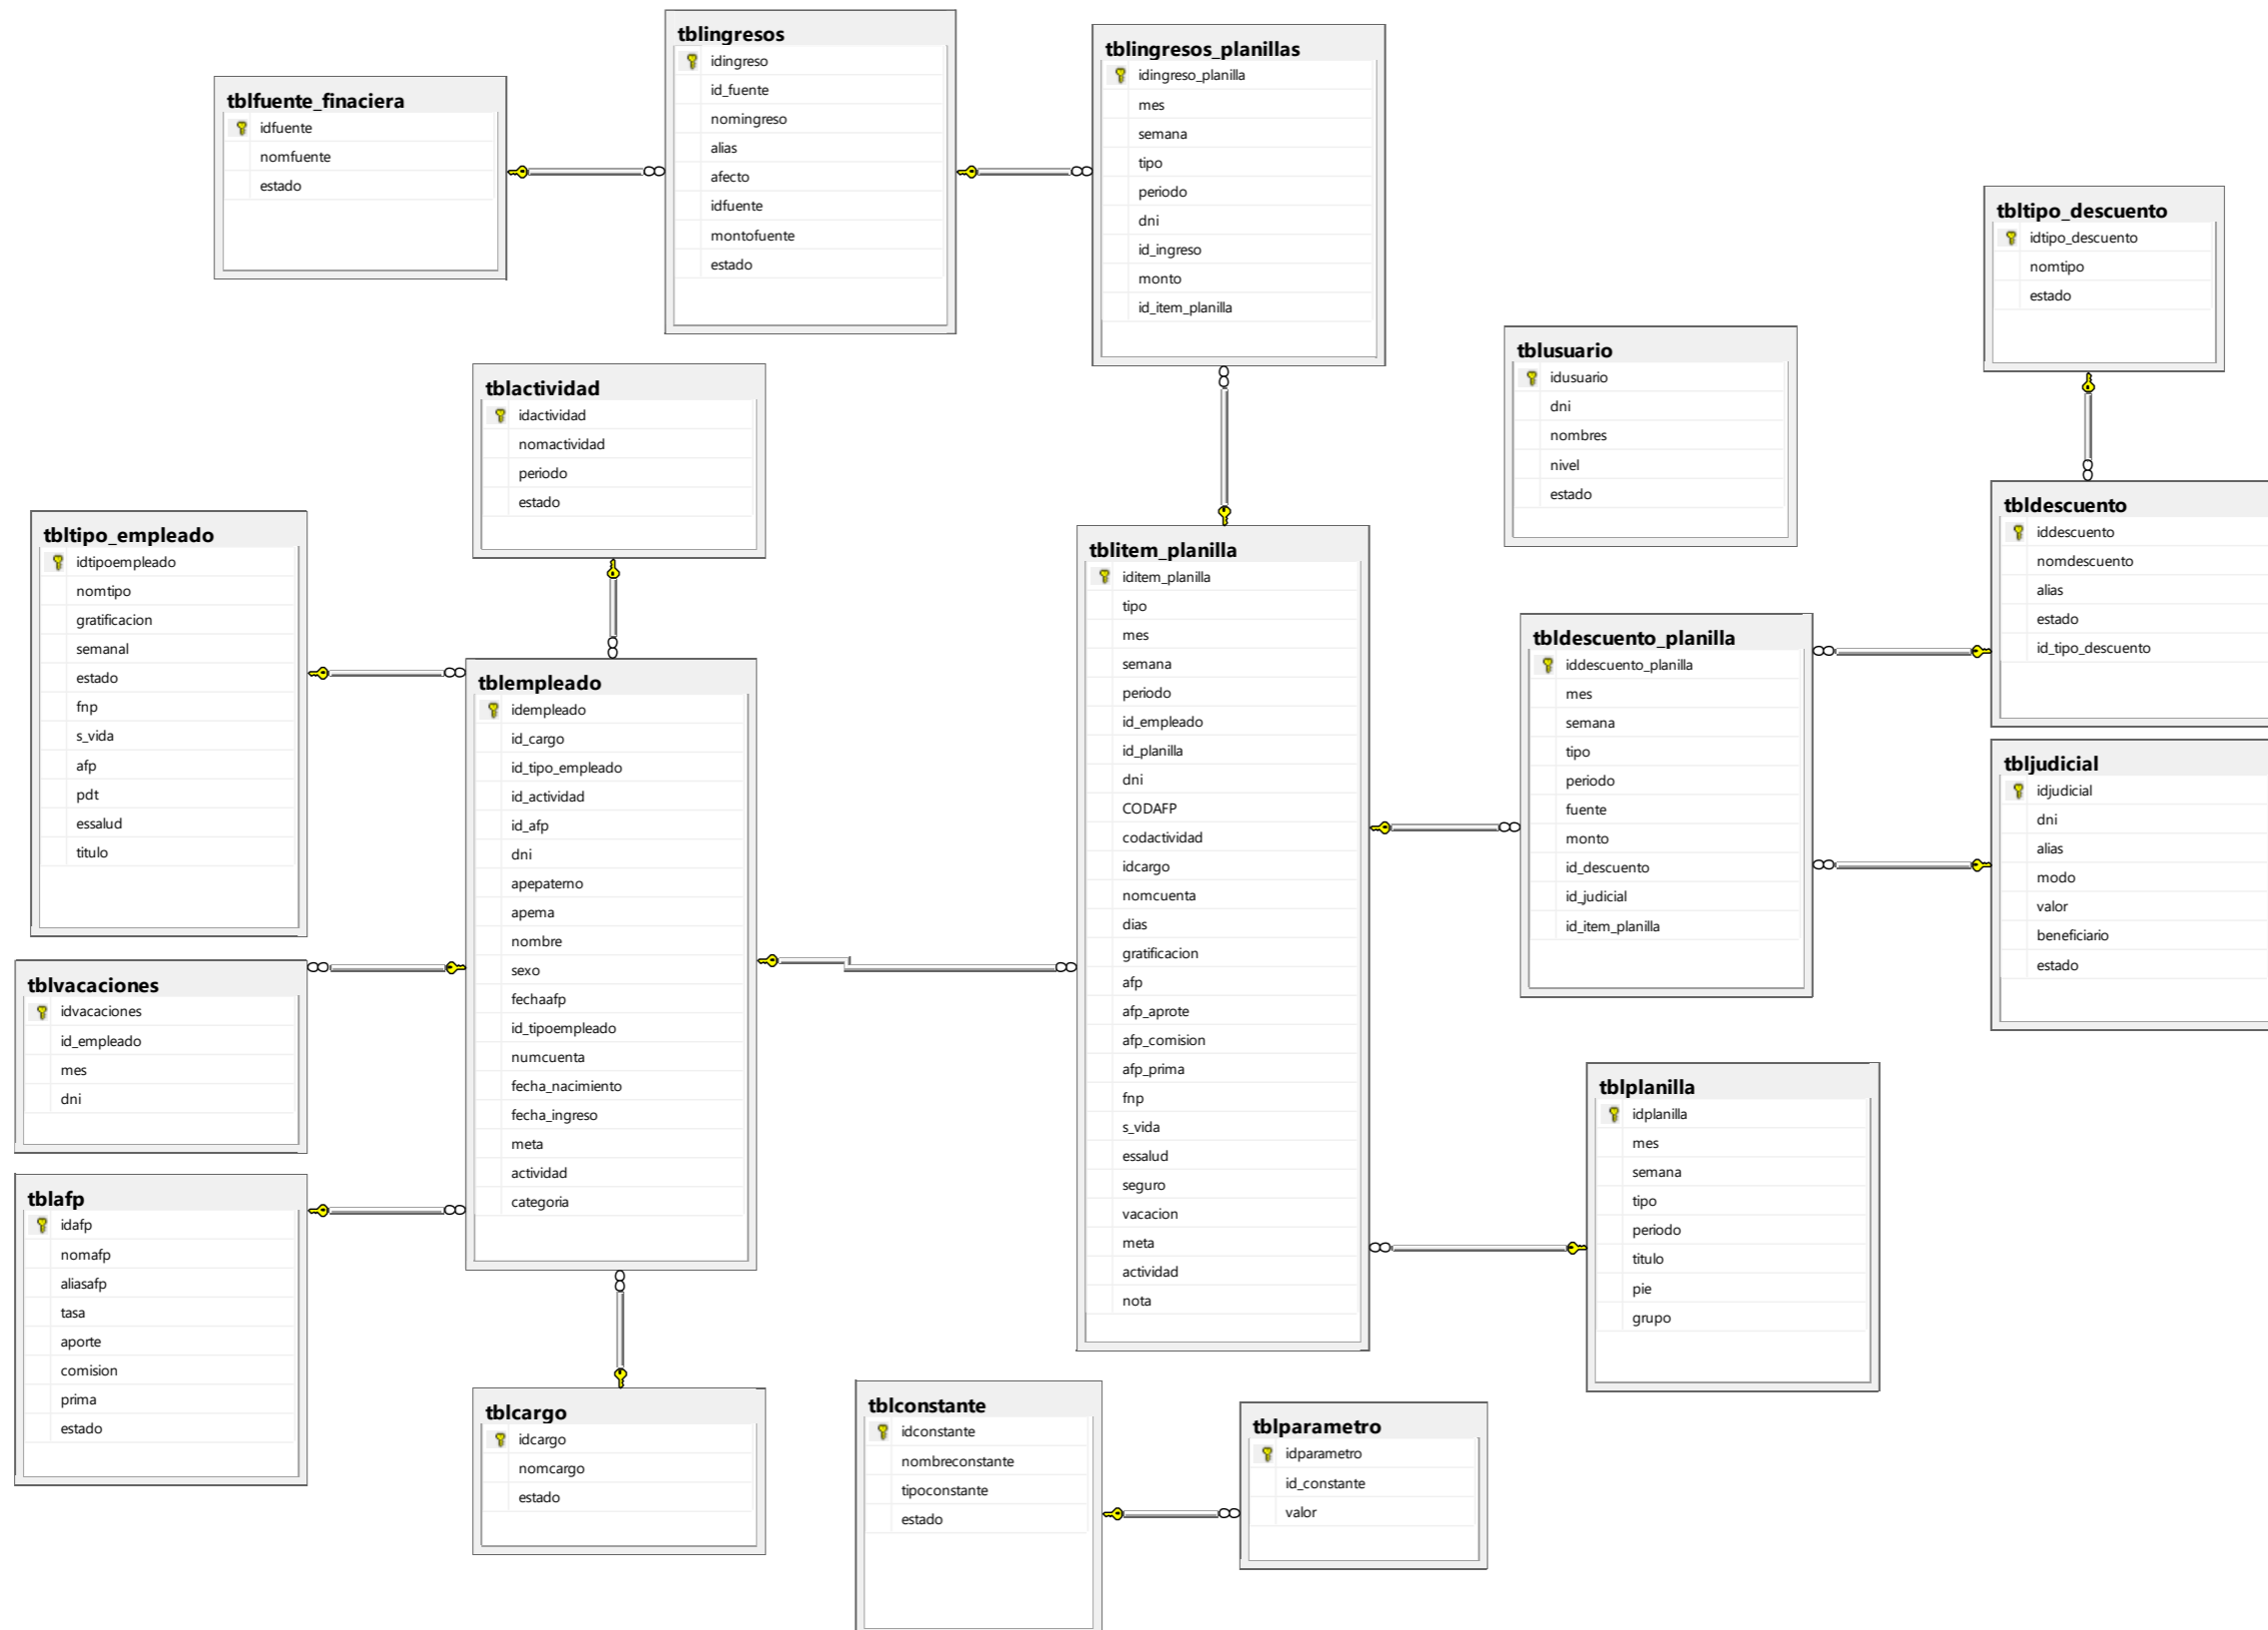 tblingresos
idingreso
id_fuente
nomingreso
alias
afecto
idfuente
montofuente
estado
tblingresos_planillas
idingreso_planilla
mes
semana
tipo
periodo
dni
id_ingreso
monto
id_item_planilla
tblfuente_finaciera
idfuente
nomfuente
estado
tbltipo_descuento
idtipo_descuento
nomtipo
estado
tblusuario
idusuario
dni
nombres
nivel
estado
tblactividad
idactividad
nomactividad
periodo
estado
tbltipo_empleado
idtipoempleado
nomtipo
gratificacion
semanal
estado
fnp
s_vida
afp
pdt
essalud
titulo
tblempleado
idempleado
id_cargo
id_tipo_empleado
id_actividad
id_afp
dni
apepaterno
apema
nombre
sexo
fechaafp
id_tipoempleado
numcuenta
fecha_nacimiento
fecha_ingreso
meta
actividad
categoria
tblitem_planilla
iditem_planilla
tipo
mes
semana
periodo
id_empleado
id_planilla
dni
CODAFP
codactividad
idcargo
nomcuenta
dias
gratificacion
afp
afp_aprote
afp_comision
afp_prima
fnp
s_vida
essalud
seguro
vacacion
meta
actividad
nota
tbldescuento_planilla
iddescuento_planilla
mes
semana
tipo
periodo
fuente
monto
id_descuento
id_judicial
id_item_planilla
tbldescuento
iddescuento
nomdescuento
alias
estado
id_tipo_descuento
tbljudicial
idjudicial
dni
alias
modo
valor
beneficiario
estado
tblvacaciones
idvacaciones
id_empleado
mes
dni
tblafp
idafp
nomafp
aliasafp
tasa
aporte
comision
prima
estado
tblplanilla
idplanilla
mes
semana
tipo
periodo
titulo
pie
grupo
tblcargo
idcargo
nomcargo
estado
tblconstante
idconstante
nombreconstante
tipoconstante
estado
tblparametro
idparametro
id_constante
valor